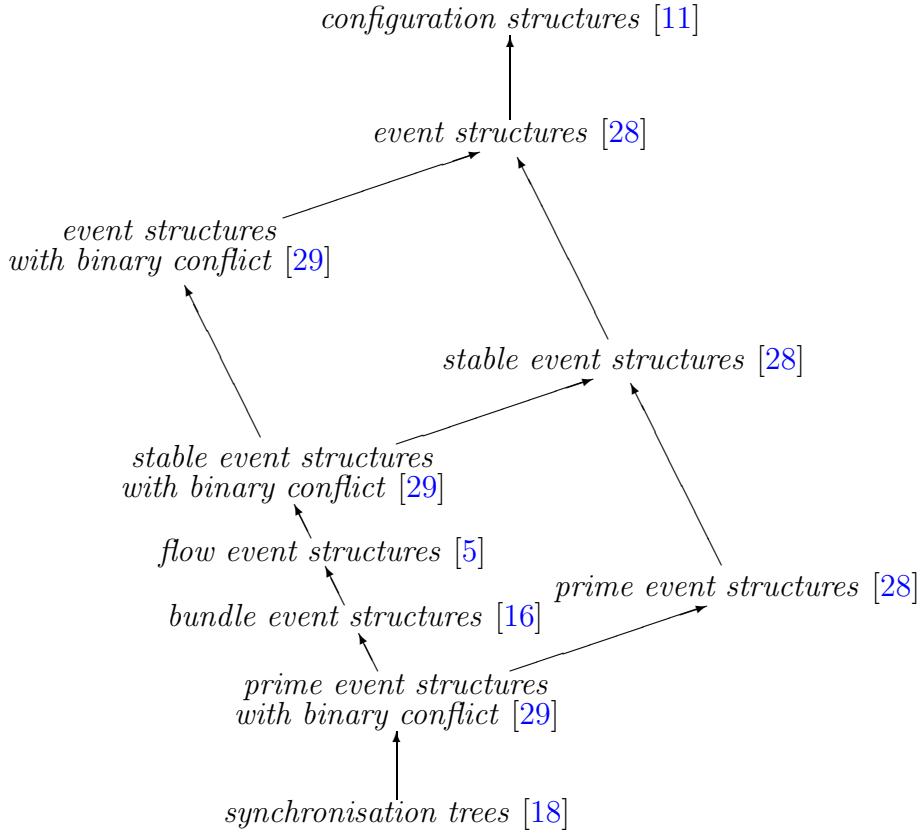 configuration structures [11]
event structures [28]
event structures
with binary conflict [29]
stable event structures [28]
stable event structures
with binary conflict [29]
flow event structures [5]
prime event structures [28]
bundle event structures [16]
prime event structures
with binary conflict [29]
synchronisation trees [18]